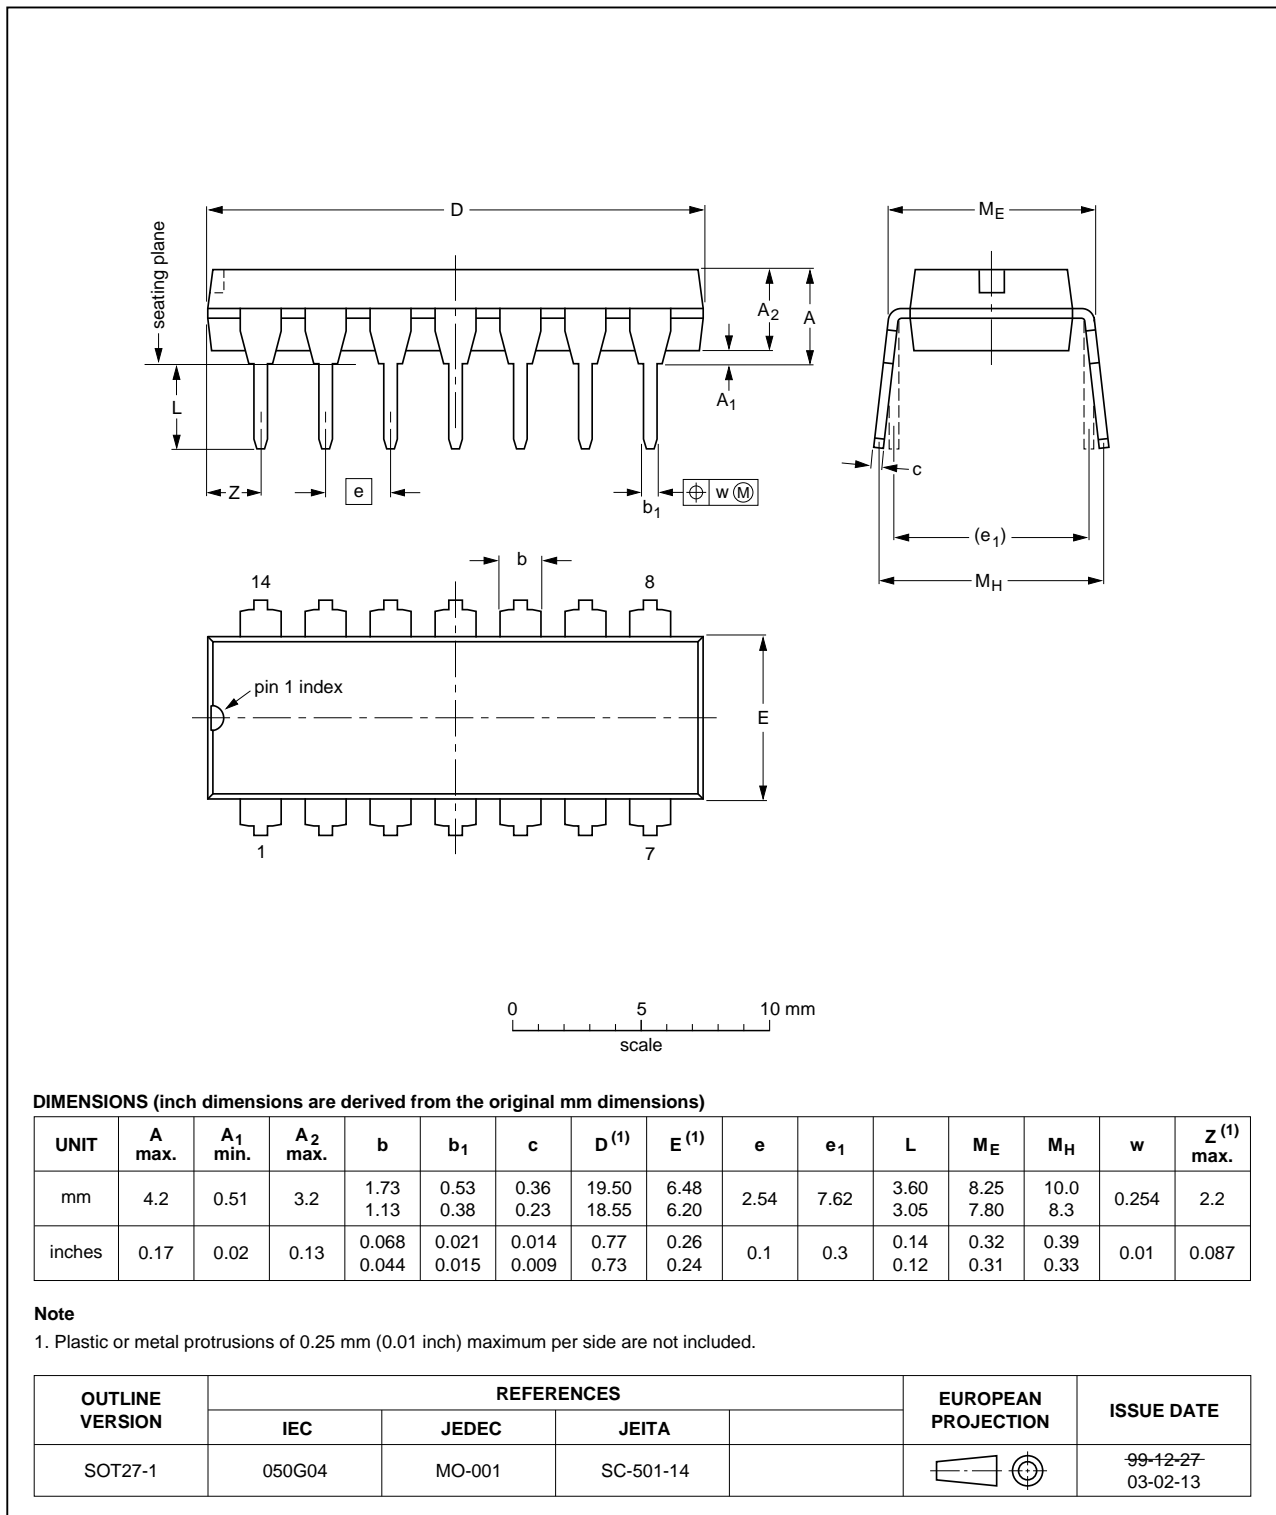 D
M_E
seating plane
A_2
A
A_1
L
c
Z
e
b_1
w M
(e_1)
M_H
b
14
8
pin 1 index
E
1
7
0
5
10 mm
scale
DIMENSIONS (inch dimensions are derived from the original mm dimensions)
UNIT A max. A_1 min. A_2 max. b b_1 c D^(1) E^(1) e e_1 L M_E M_H w Z^(1) max.
mm 4.2 0.51 3.2 1.73 1.13 0.53 0.38 0.36 0.23 19.50 18.55 6.48 6.20 2.54 7.62 3.60 3.05 8.25 7.80 10.0 8.3 0.254 2.2
inches 0.17 0.02 0.13 0.068 0.044 0.021 0.015 0.014 0.009 0.77 0.73 0.26 0.24 0.1 0.3 0.14 0.12 0.32 0.31 0.39 0.33 0.01 0.087
Note
1. Plastic or metal protrusions of 0.25 mm (0.01 inch) maximum per side are not included.
OUTLINE VERSION REFERENCES EUROPEAN PROJECTION ISSUE DATE
IEC JEDEC JEITA
SOT27-1 050G04 MO-001 SC-501-14 99-12-27
03-02-13